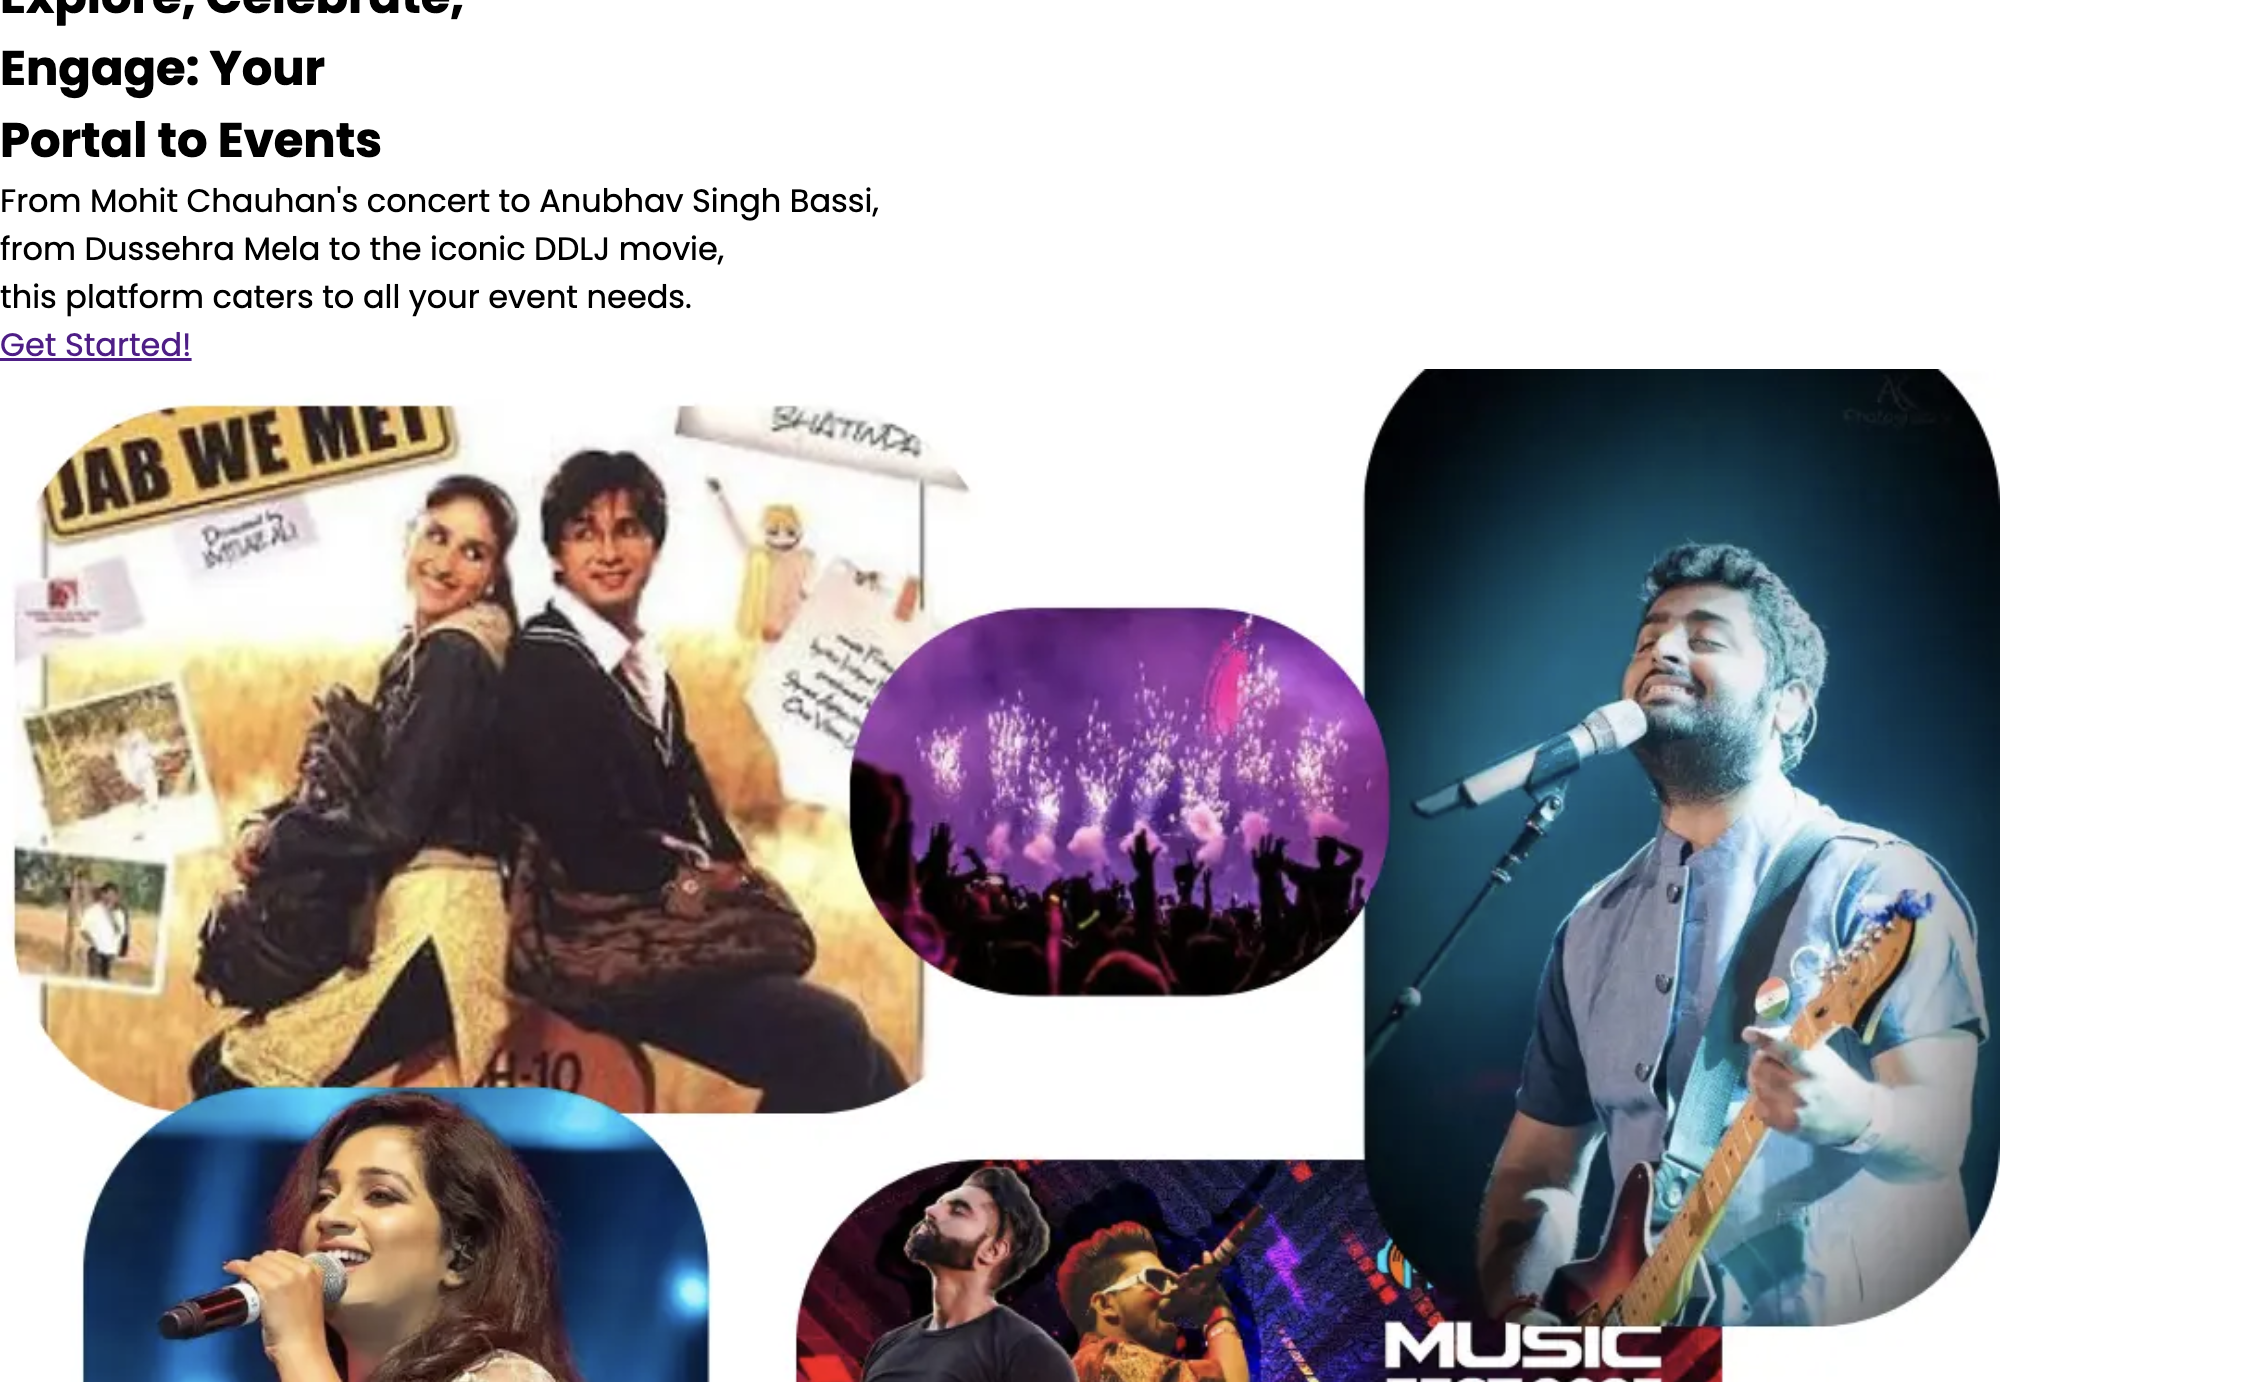 Explore, Celebrate,
Engage: Your
Portal to Events
From Mohit Chauhan's concert to Anubhav Singh Bassi,
from Dussehra Mela to the iconic DDLJ movie,
this platform caters to all your event needs.
Get Started!
JAB WE MET
BHATINDA
Directed by
IMTIAZ ALI
H-10
MUSIC